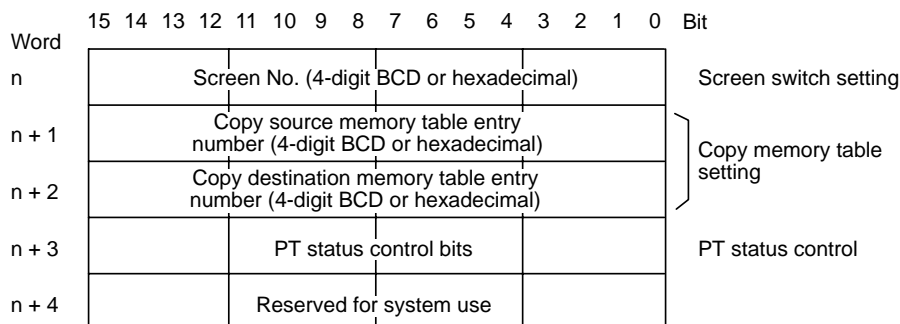 15 14 13 12 11 10 9 8 7 6 5 4 3 2 1 0 Bit
Word
n Screen No. (4-digit BCD or hexadecimal) Screen switch setting
n + 1 Copy source memory table entry
number (4-digit BCD or hexadecimal)
Copy memory table
setting
n + 2 Copy destination memory table entry
number (4-digit BCD or hexadecimal)
n + 3 PT status control bits PT status control
n + 4 Reserved for system use